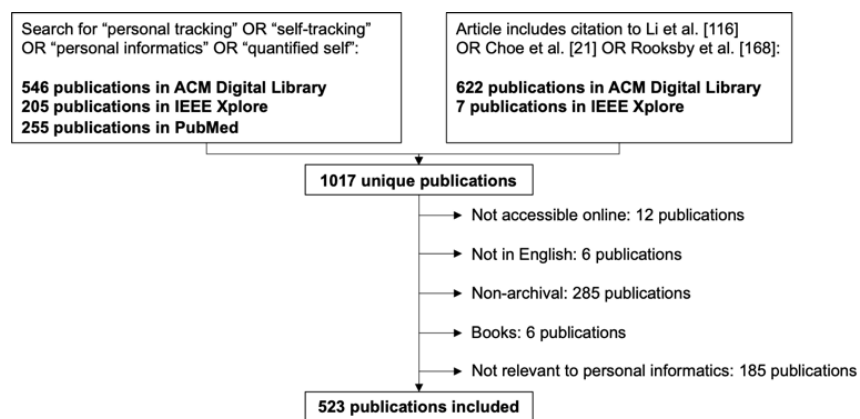 Search for “personal tracking” OR “self-tracking”
OR “personal informatics” OR “quantified self”:
546 publications in ACM Digital Library
205 publications in IEEE Xplore
255 publications in PubMed
Article includes citation to Li et al. [116]
OR Choe et al. [21] OR Rooksby et al. [168]:
622 publications in ACM Digital Library
7 publications in IEEE Xplore
1017 unique publications
Not accessible online: 12 publications
Not in English: 6 publications
Non-archival: 285 publications
Books: 6 publications
Not relevant to personal informatics: 185 publications
523 publications included